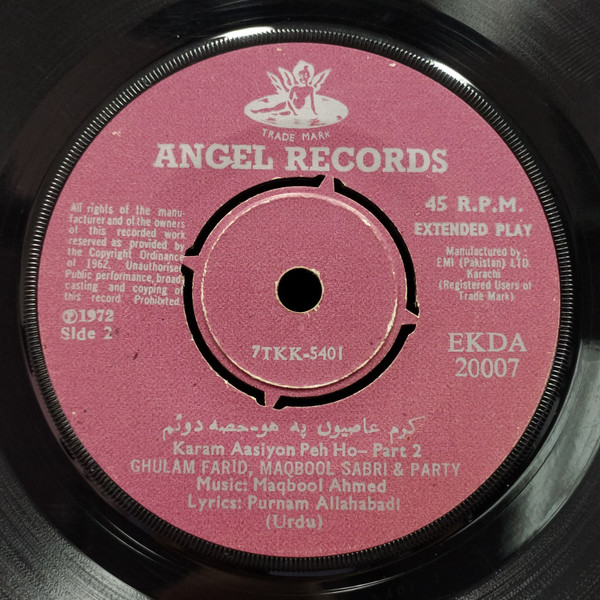 TRADE MARK
ANGEL RECORDS
All rights of the manu-
facturer and of the owners
of this recorded work
reserved as provided by
the Copyright Ordinance
of 1962. Unauthorised
Public performance, broad
casting and coyping of
this record Prohibited.
℗1972
Side 2
45 R.P.M.
EXTENDED PLAY
Manufactured by:
EMI (Pakistan) LTD.
Karachi
(Registered Users of
Trade Mark)
7TKK-5401
EKDA
20007
کرم عاصیوں پہ ہو-حصہ دوئم
Karam Aasiyon Peh Ho— Part 2
GHULAM FARID, MAQBOOL SABRI & PARTY
Music: Maqbool Ahmed
Lyrics: Purnam Allahabadi
(Urdu)